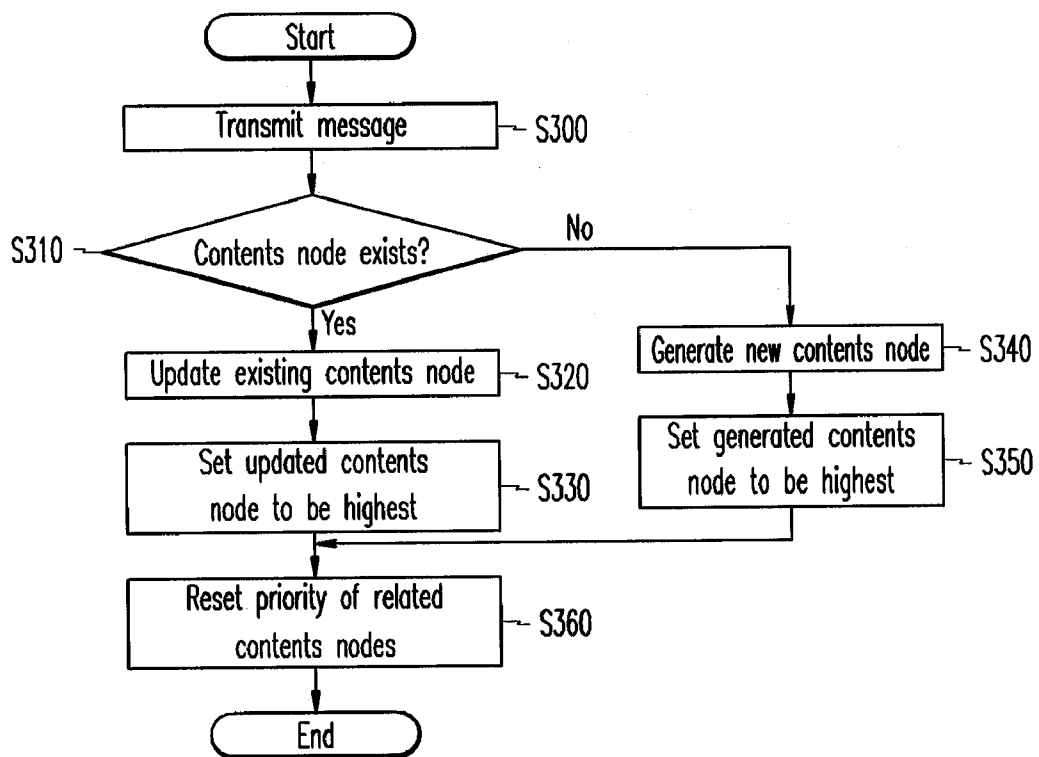 Start
Transmit message
S300
S310
Contents node exists?
No
Yes
Update existing contents node
S320
Generate new contents node
S340
Set updated contents
node to be highest
S330
Set generated contents
node to be highest
S350
Reset priority of related
contents nodes
S360
End